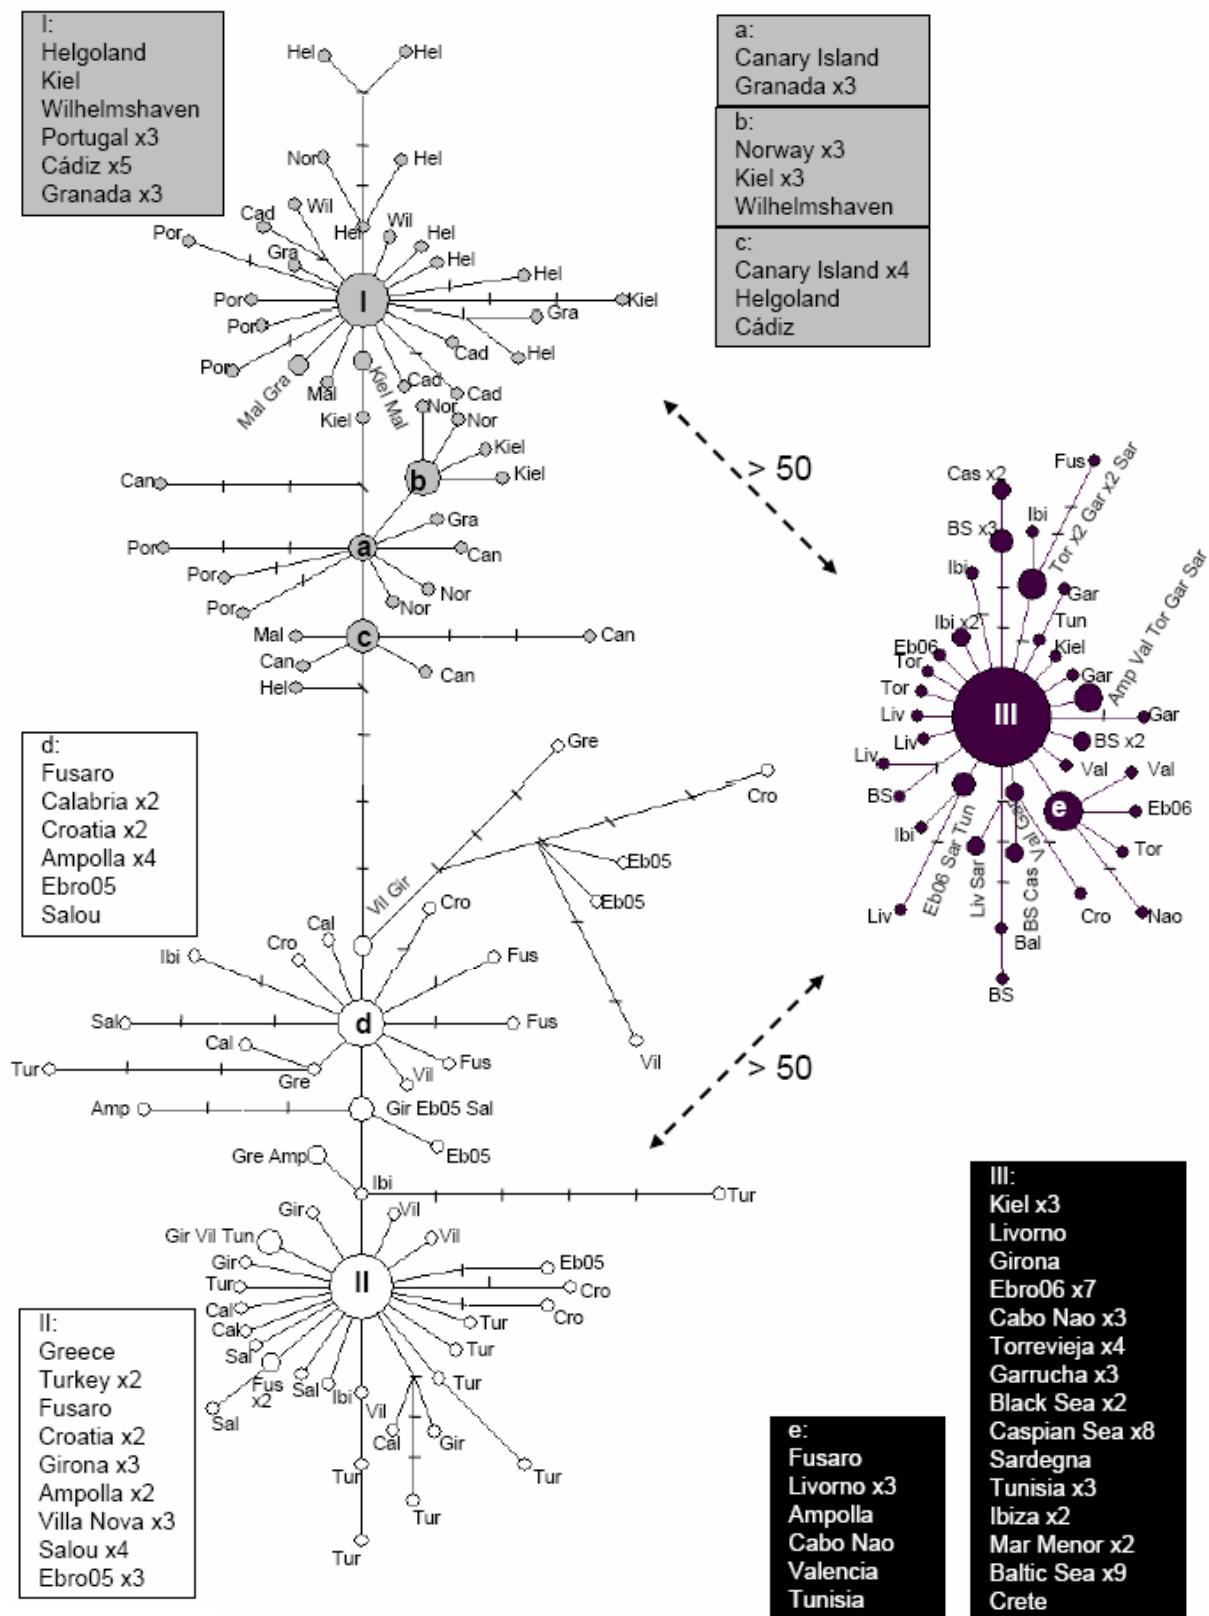 I:
Helgoland
Kiel
Wilhelmshaven
Portugal x3
Cádiz x5
Granada x3
a:
Canary Island
Granada x3
b:
Norway x3
Kiel x3
Wilhelmshaven
c:
Canary Island x4
Helgoland
Cádiz
Hel
Hel
Nor
Hel
Wil
Cad
Por
Hel
Wil
Hel
Gra
Hel
Hel
Por
I
Kiel
Por
Gra
Por
Cad
Hel
Mal Gra
Mal
Kiel Mal
Cad
Cad
Kiel
Nor
Nor
Kiel
b
Kiel
Can
Gra
Por
a
Can
Por
Por
Nor
Nor
Mal
c
Can
Can
Can
Hel
> 50
Fus
Cas x2
Ibi
BS x3
Tor x2 Gar x2 Sar
Ibi
Gar
Tun
Ibi x2
Kiel
Eb06
Tor
Gar
Amp Val Tor Gar Sar
Tor
Liv
III
Gar
Liv
BS x2
Liv
Val
Val
BS
e
Eb06
Ibi
Tor
Eb06 Sar Tun
Liv Sar
BS Cas Val Gar
Liv
Cro
Nao
Bal
BS
d:
Fusaro
Calabria x2
Croatia x2
Ampolla x4
Ebro05
Salou
Gre
Cro
Eb05
Eb05
Vil Gir
Cro
Cal
Cro
Ibi
Fus
Sal
d
Fus
Cal
Fus
Vil
Vil
Tur
Gre
Amp
Gir Eb05 Sal
Eb05
Gre Amp
Ibi
Tur
> 50
Gir
Vil
Gir Vil Tun
Vil
Gir
Eb05
Tur
II
Cro
Cal
Cro
Cal
Tur
Sal
Tur
Fus
x2
Sal
Ibi
Tur
Sal
Vil
Cal
Gir
Tur
Tur
Tur
Tur
II:
Greece
Turkey x2
Fusaro
Croatia x2
Girona x3
Ampolla x2
Villa Nova x3
Salou x4
Ebro05 x3
e:
Fusaro
Livorno x3
Ampolla
Cabo Nao
Valencia
Tunisia
III:
Kiel x3
Livorno
Girona
Ebro06 x7
Cabo Nao x3
Torrevieja x4
Garrucha x3
Black Sea x2
Caspian Sea x8
Sardegna
Tunisia x3
Ibiza x2
Mar Menor x2
Baltic Sea x9
Crete